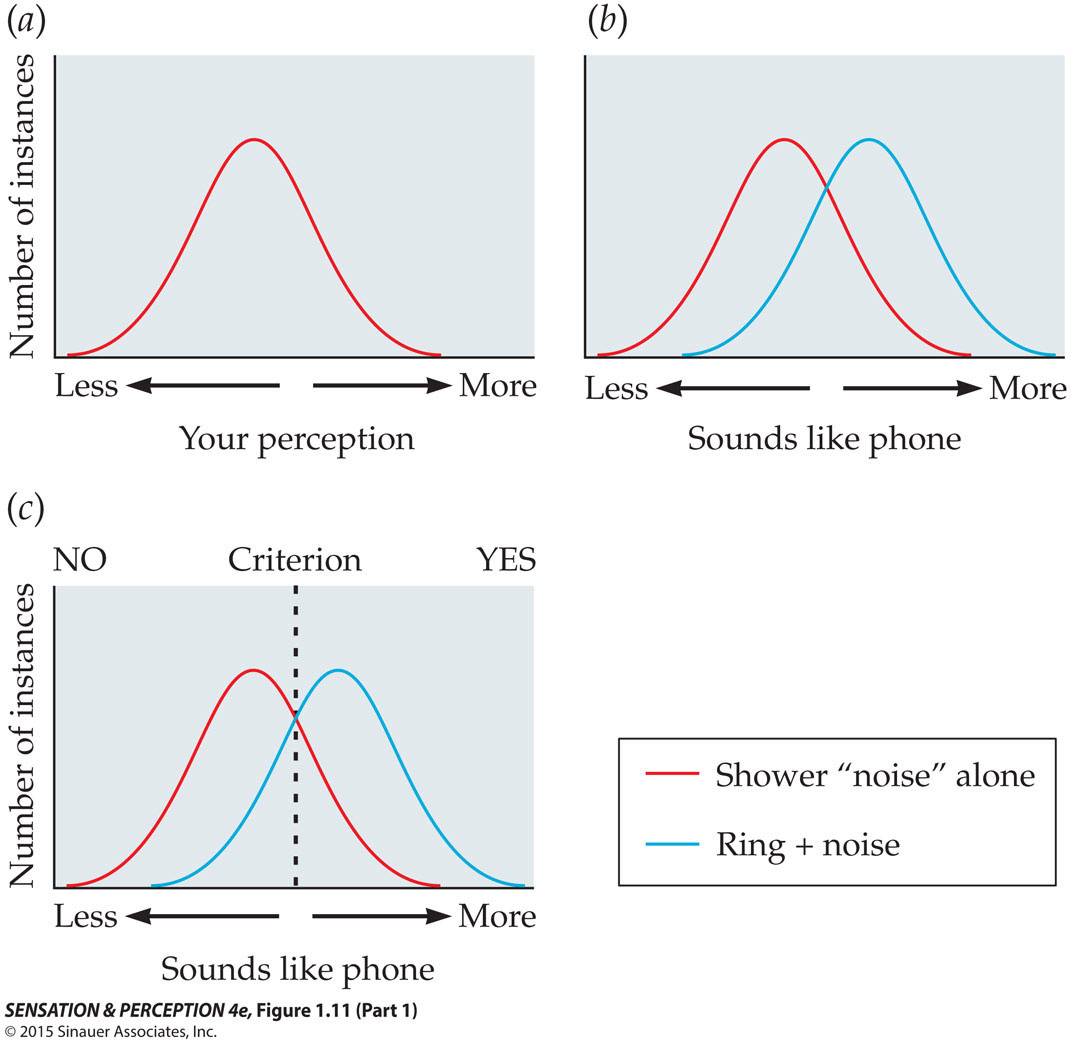 (a)
Number of instances
Less More
Your perception
(b)
Less More
Sounds like phone
(c)
NO Criterion YES
Number of instances
Less More
Sounds like phone
Shower “noise” alone
Ring + noise
SENSATION & PERCEPTION 4e, Figure 1.11 (Part 1)
© 2015 Sinauer Associates, Inc.